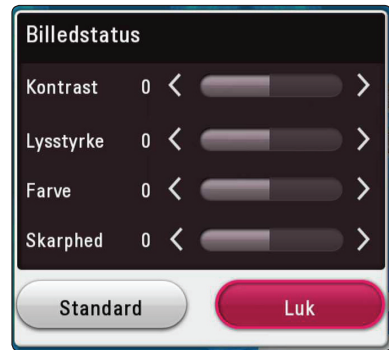 Billedstatus
Kontrast 0
Lysstyrke 0
Farve 0
Skarphed 0
Standard Luk